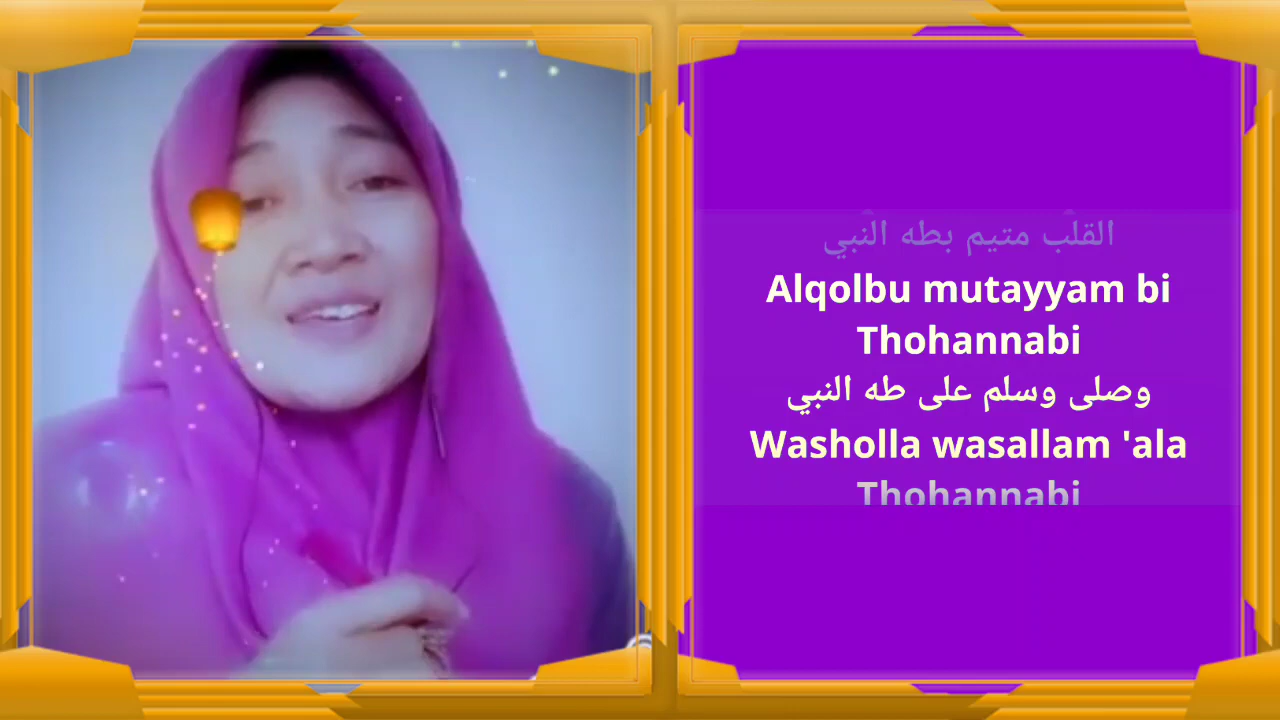 القلب متيم بطه النبي
Alqolbu mutayyam bi
Thohannabi
وصلى وسلم على طه النبي
Washolla wasallam 'ala
Thohannabi